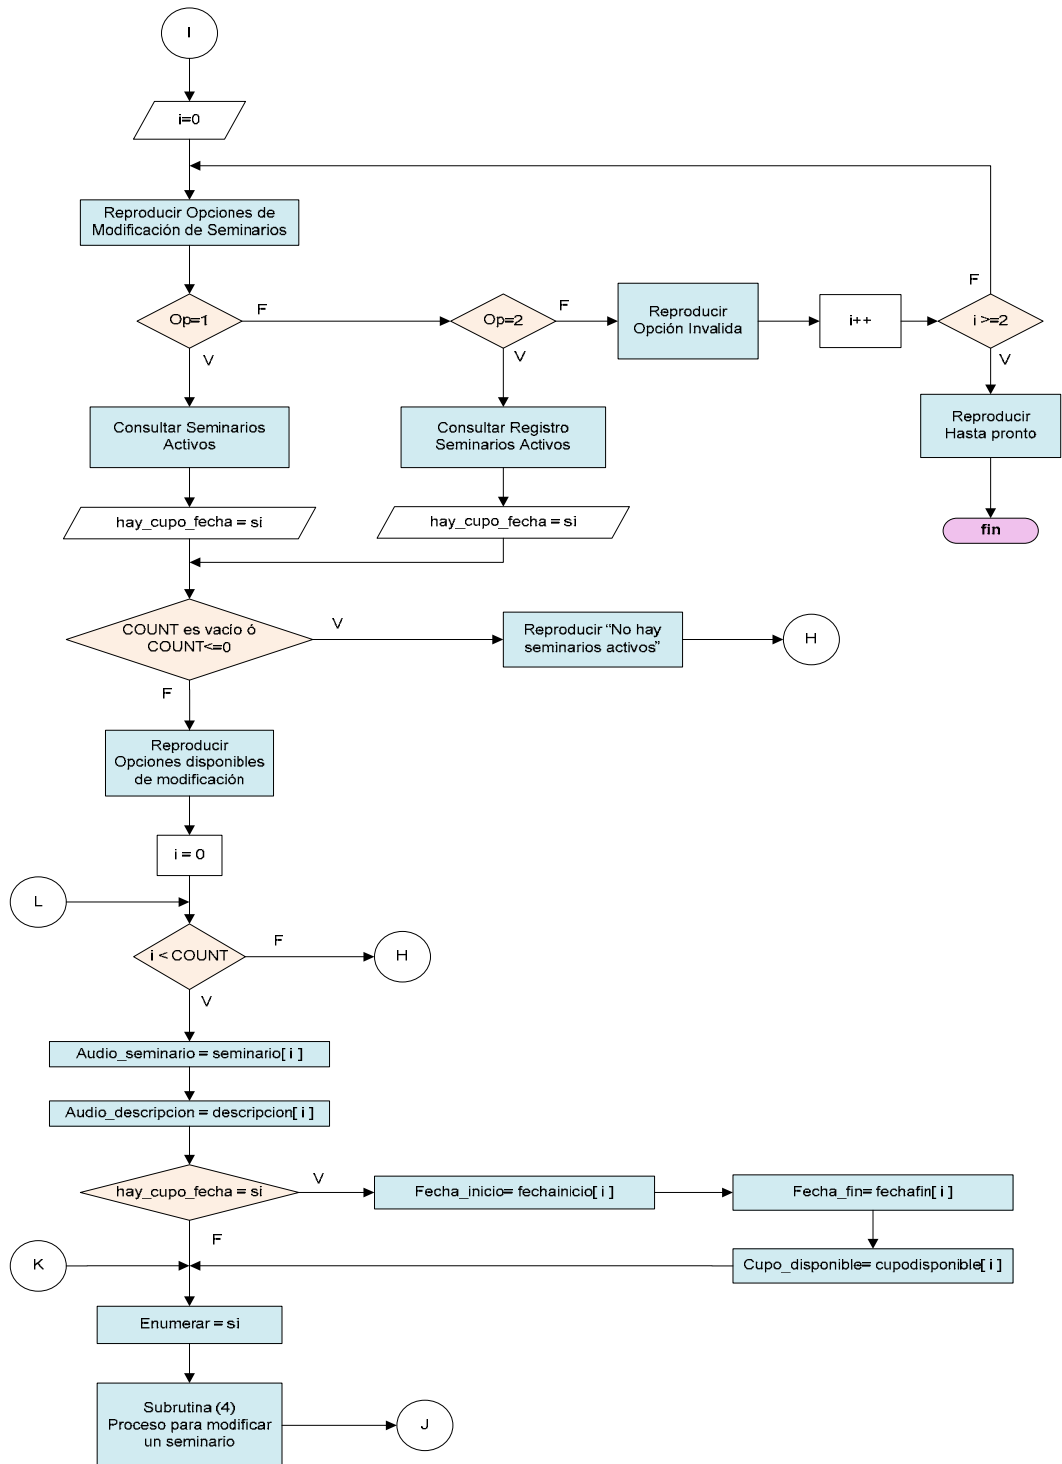 I
i=0
Reproducir Opciones de
Modificación de Seminarios
Op=1
F
V
Op=2
F
V
Reproducir
Opción Invalida
i++
i >=2
F
V
Reproducir
Hasta pronto
fin
Consultar Seminarios
Activos
Consultar Registro
Seminarios Activos
hay_cupo_fecha = si
hay_cupo_fecha = si
COUNT es vacío ó
COUNT<=0
V
F
Reproducir “No hay
seminarios activos”
H
Reproducir
Opciones disponibles
de modificación
i = 0
L
i < COUNT
F
V
H
Audio_seminario = seminario[ i ]
Audio_descripcion = descripcion[ i ]
hay_cupo_fecha = si
V
F
Fecha_inicio= fechainicio[ i ]
Fecha_fin= fechafin[ i ]
K
Cupo_disponible= cupodisponible[ i ]
Enumerar = si
Subrutina (4)
Proceso para modificar
un seminario
J